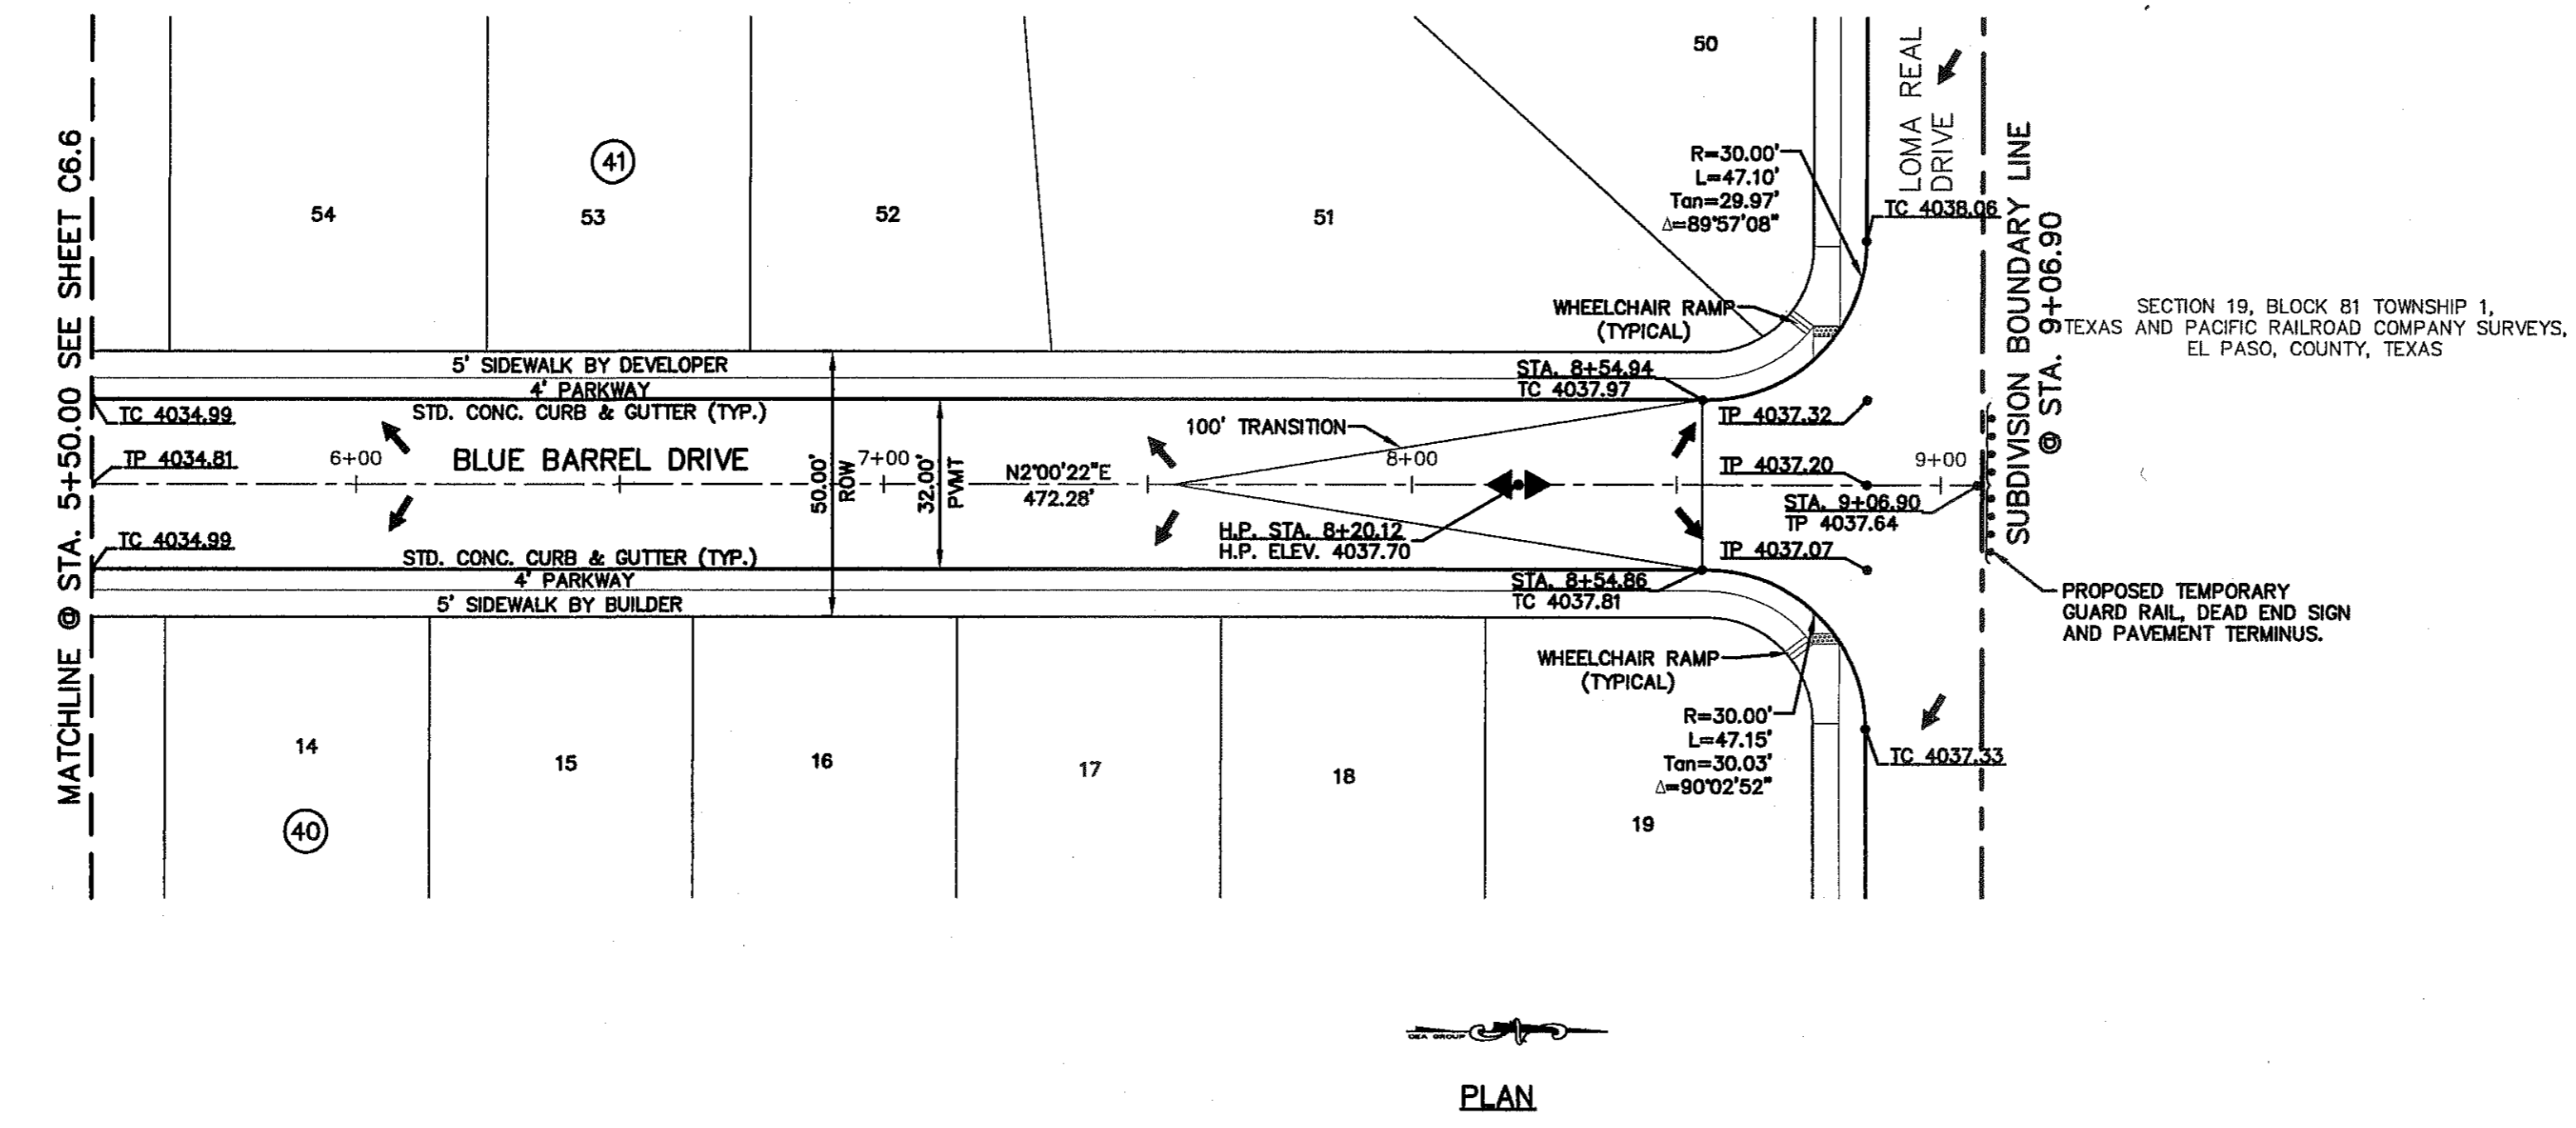 MATCHLINE @ STA. 5+50.00 SEE SHEET C6.6
54
41
53
52
51
50
LOMA REAL
DRIVE
R=30.00'
L=47.10'
Tan=29.97'
Δ=89°57'08"
TC 4038.06
SUBDIVISION BOUNDARY LINE
@ STA. 9+06.90
SECTION 19, BLOCK 81 TOWNSHIP 1,
TEXAS AND PACIFIC RAILROAD COMPANY SURVEYS,
EL PASO, COUNTY, TEXAS
WHEELCHAIR RAMP
(TYPICAL)
5' SIDEWALK BY DEVELOPER
4' PARKWAY
STD. CONC. CURB & GUTTER (TYP.)
TC 4034.99
STA. 8+54.94
TC 4037.97
TP 4037.32
100' TRANSITION
TP 4034.81
6+00
BLUE BARREL DRIVE
50.00'
ROW
7+00
32.00'
PVMT
N2°00'22"E
472.28'
8+00
TP 4037.20
9+00
STA. 9+06.90
TP 4037.64
H.P. STA. 8+20.12
H.P. ELEV. 4037.70
TC 4034.99
STD. CONC. CURB & GUTTER (TYP.)
4' PARKWAY
5' SIDEWALK BY BUILDER
TP 4037.07
STA. 8+54.86
TC 4037.81
PROPOSED TEMPORARY
GUARD RAIL, DEAD END SIGN
AND PAVEMENT TERMINUS.
WHEELCHAIR RAMP
(TYPICAL)
R=30.00'
L=47.15'
Tan=30.03'
Δ=90°02'52"
TC 4037.33
14
40
15
16
17
18
19
CEA GROUP
PLAN